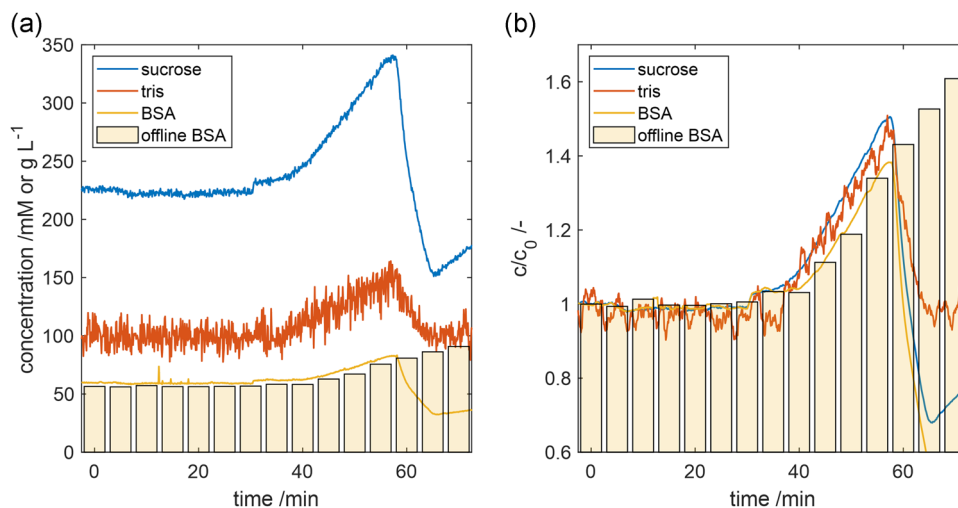 (a)
350
300
250
200
150
100
50
0
concentration /mM or g L⁻¹
sucrose
tris
BSA
offline BSA
0
20
40
60
time /min
(b)
1.6
1.4
1.2
1
0.8
0.6
c/c₀ /-
sucrose
tris
BSA
offline BSA
0
20
40
60
time /min